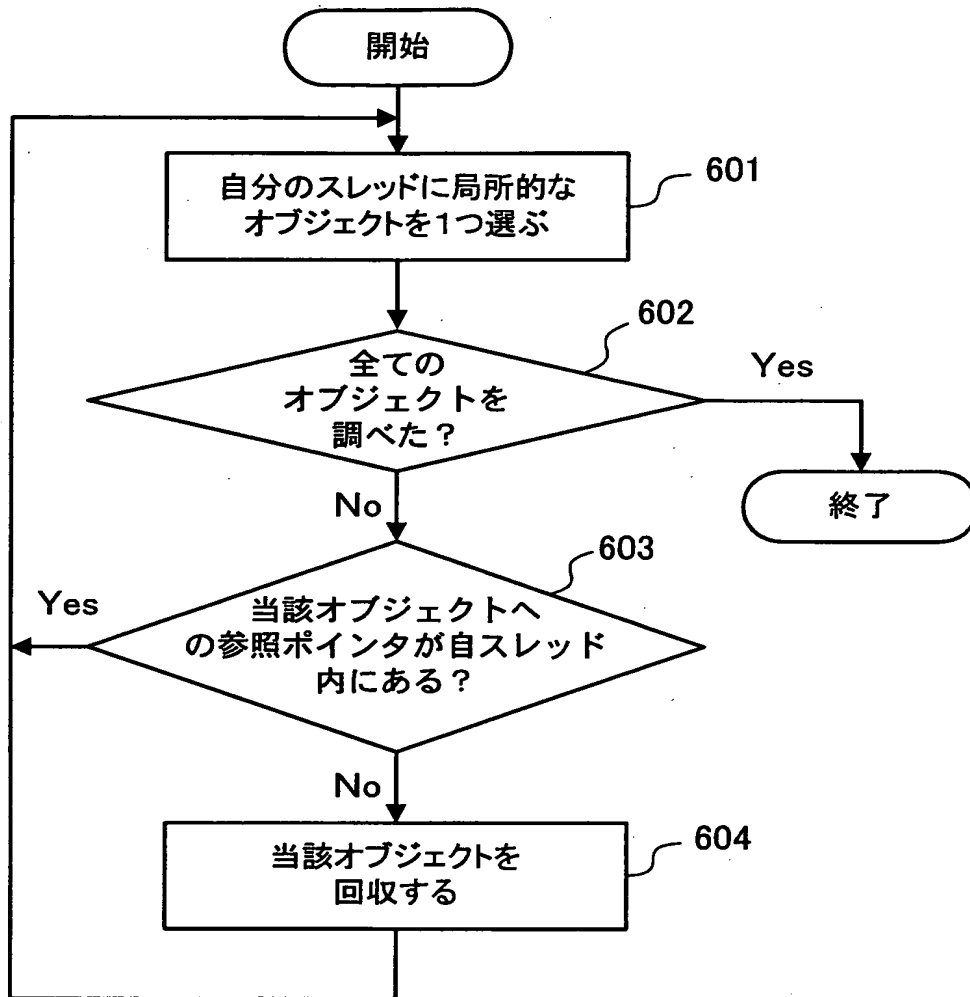 開始
自分のスレッドに局所的な
オブジェクトを1つ選ぶ
601
全ての
オブジェクトを
調べた？
602
Yes
終了
No
当該オブジェクトへ
の参照ポインタが自スレッド
内にある？
603
Yes
No
当該オブジェクトを
回収する
604